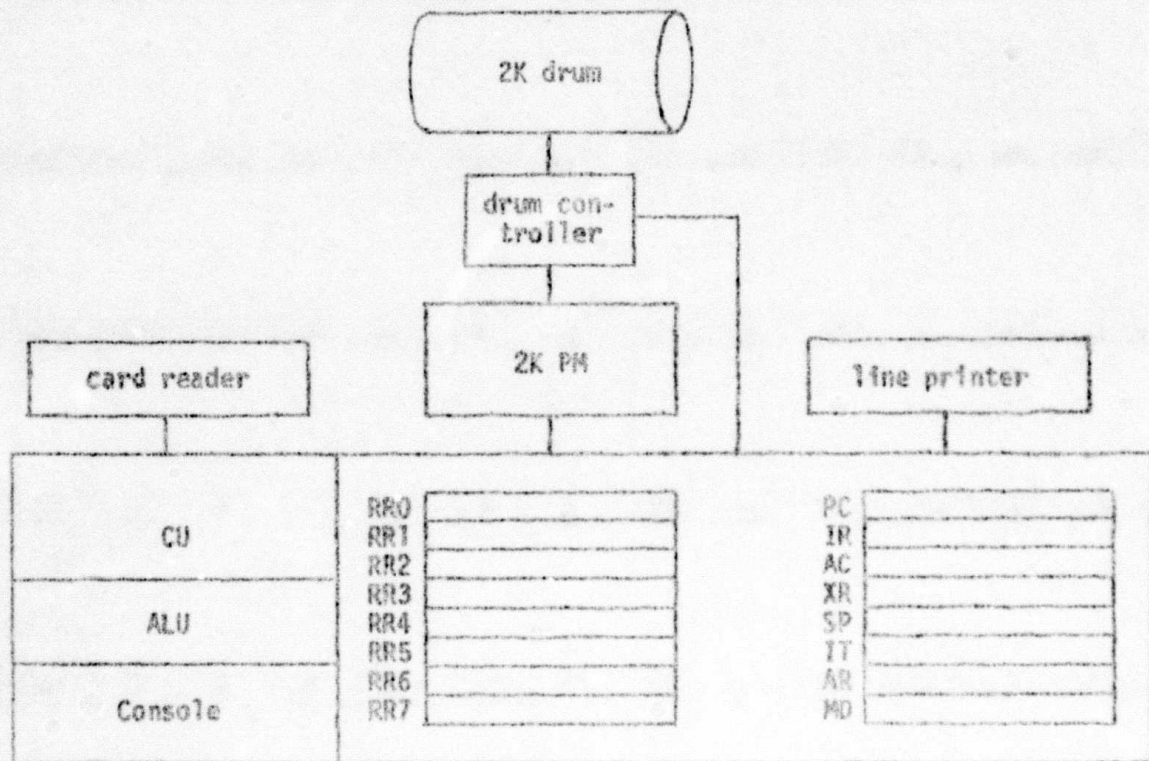 2K drum
drum con-
troller
2K PM
card reader
line printer
CU
ALU
Console
RR0
RR1
RR2
RR3
RR4
RR5
RR6
RR7
PC
IR
AC
XR
SP
IT
AR
MD